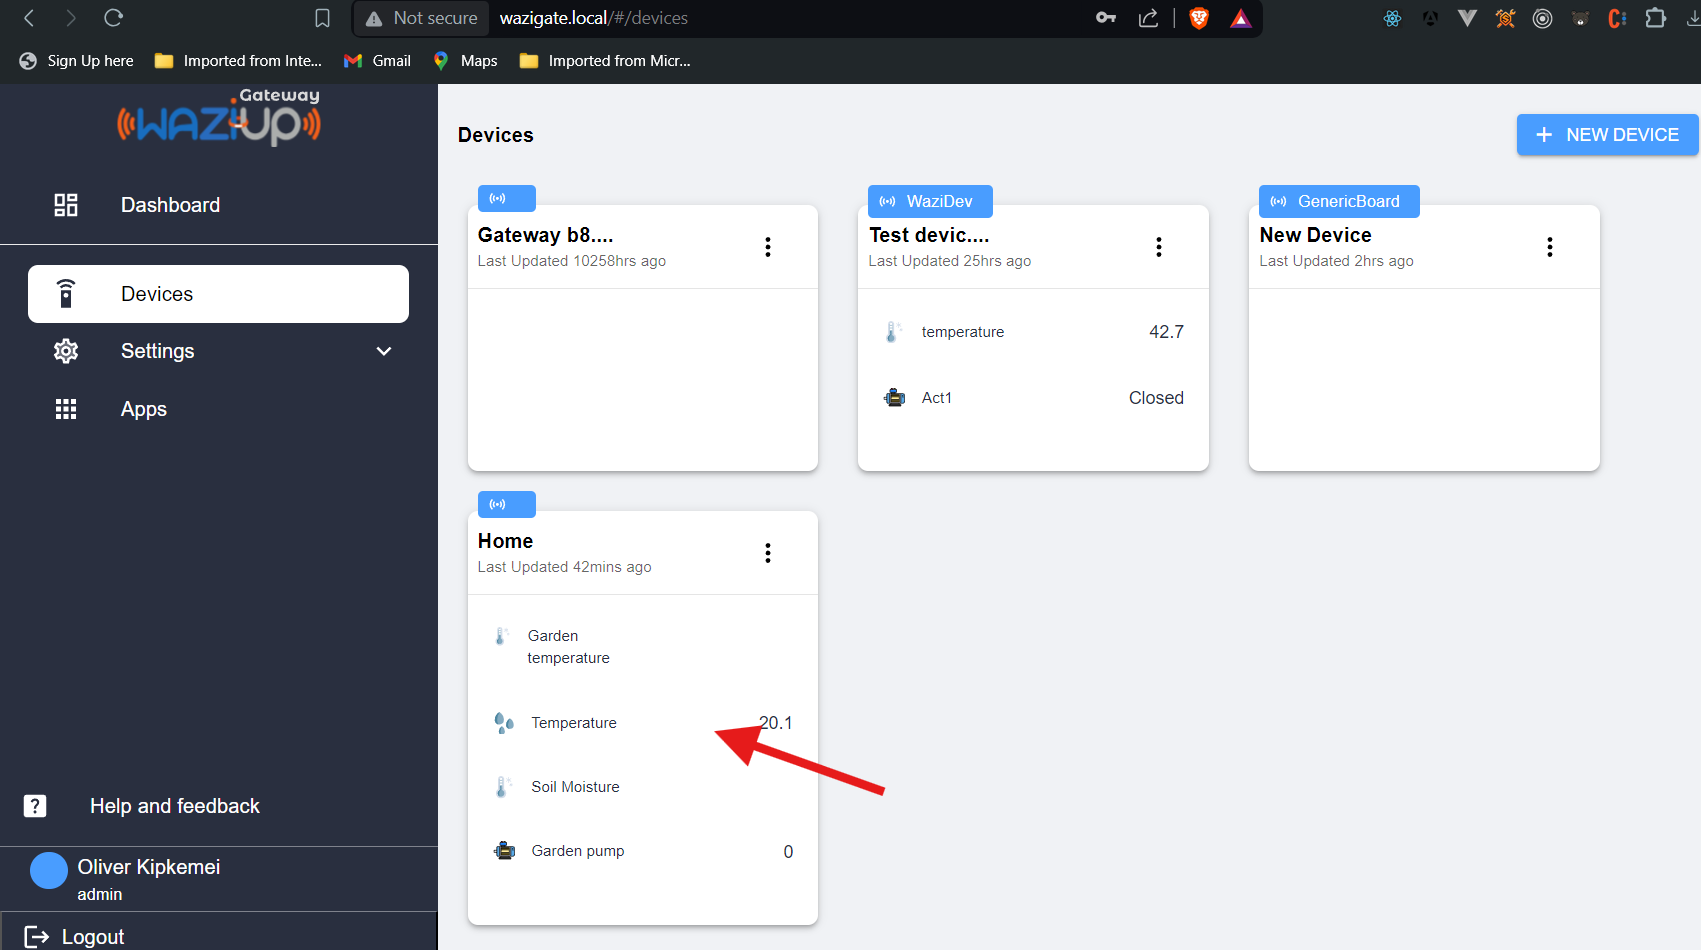 Not secure wazigate.local/#/devices
Sign Up here Imported from Inte... Gmail Maps Imported from Micr...
Gateway
WAZIUP
Dashboard
Devices
Settings
Apps
Help and feedback
Oliver Kipkemei
admin
Logout
Devices
+ NEW DEVICE
Gateway b8....
Last Updated 10258hrs ago
WaziDev
Test devic....
Last Updated 25hrs ago
temperature 42.7
Act1 Closed
GenericBoard
New Device
Last Updated 2hrs ago
Home
Last Updated 42mins ago
Garden
temperature
Temperature 20.1
Soil Moisture
Garden pump 0